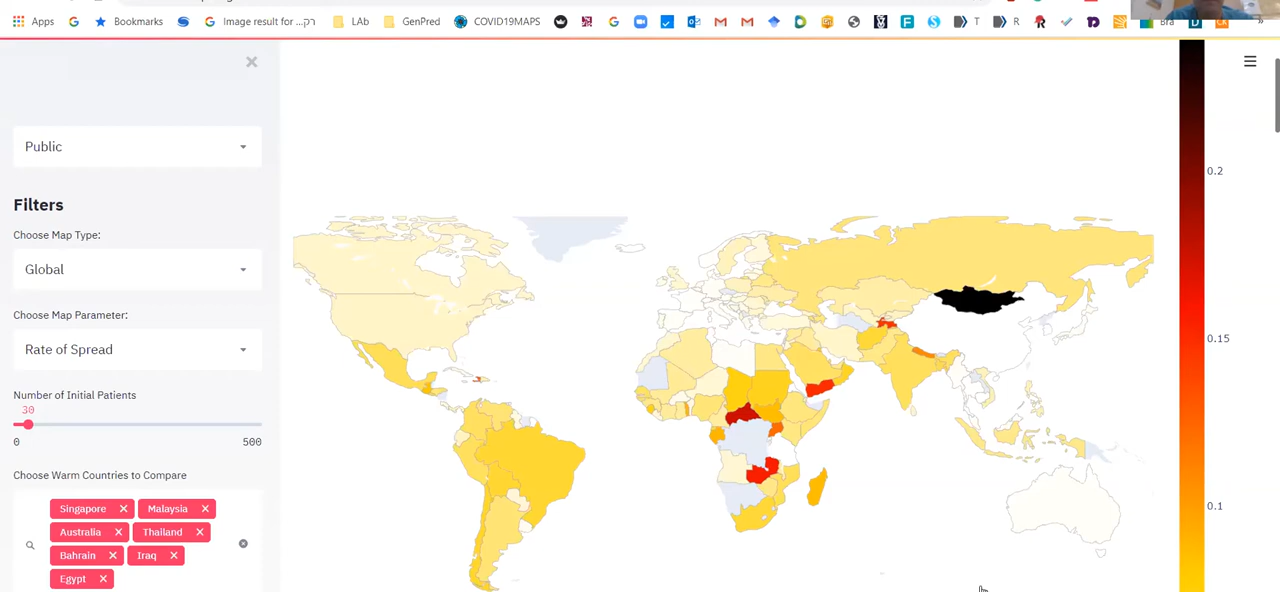 Apps
Bookmarks
Image result for ...רק
LAb
GenPred
COVID19MAPS
T
R
Bra
Public
Filters
Choose Map Type:
Global
Choose Map Parameter:
Rate of Spread
Number of Initial Patients
30
0 500
Choose Warm Countries to Compare
Singapore Malaysia
Australia Thailand
Bahrain Iraq
Egypt
0.2
0.15
0.1